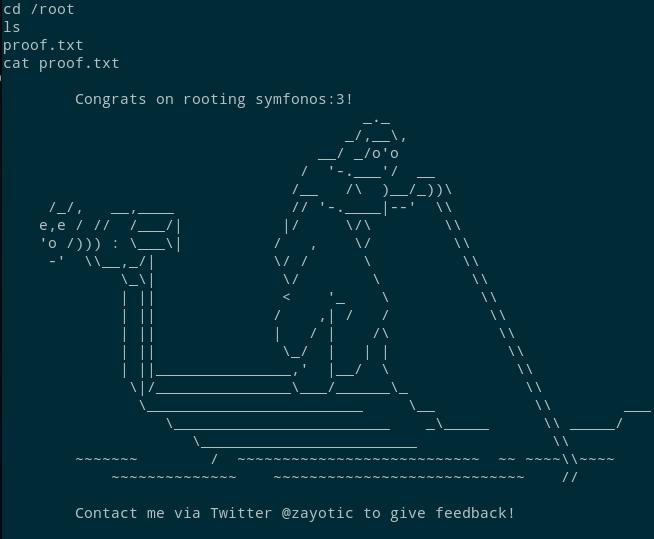 cd /root
ls
proof.txt
cat proof.txt
Congrats on rooting symfonos:3!
Contact me via Twitter @zayotic to give feedback!